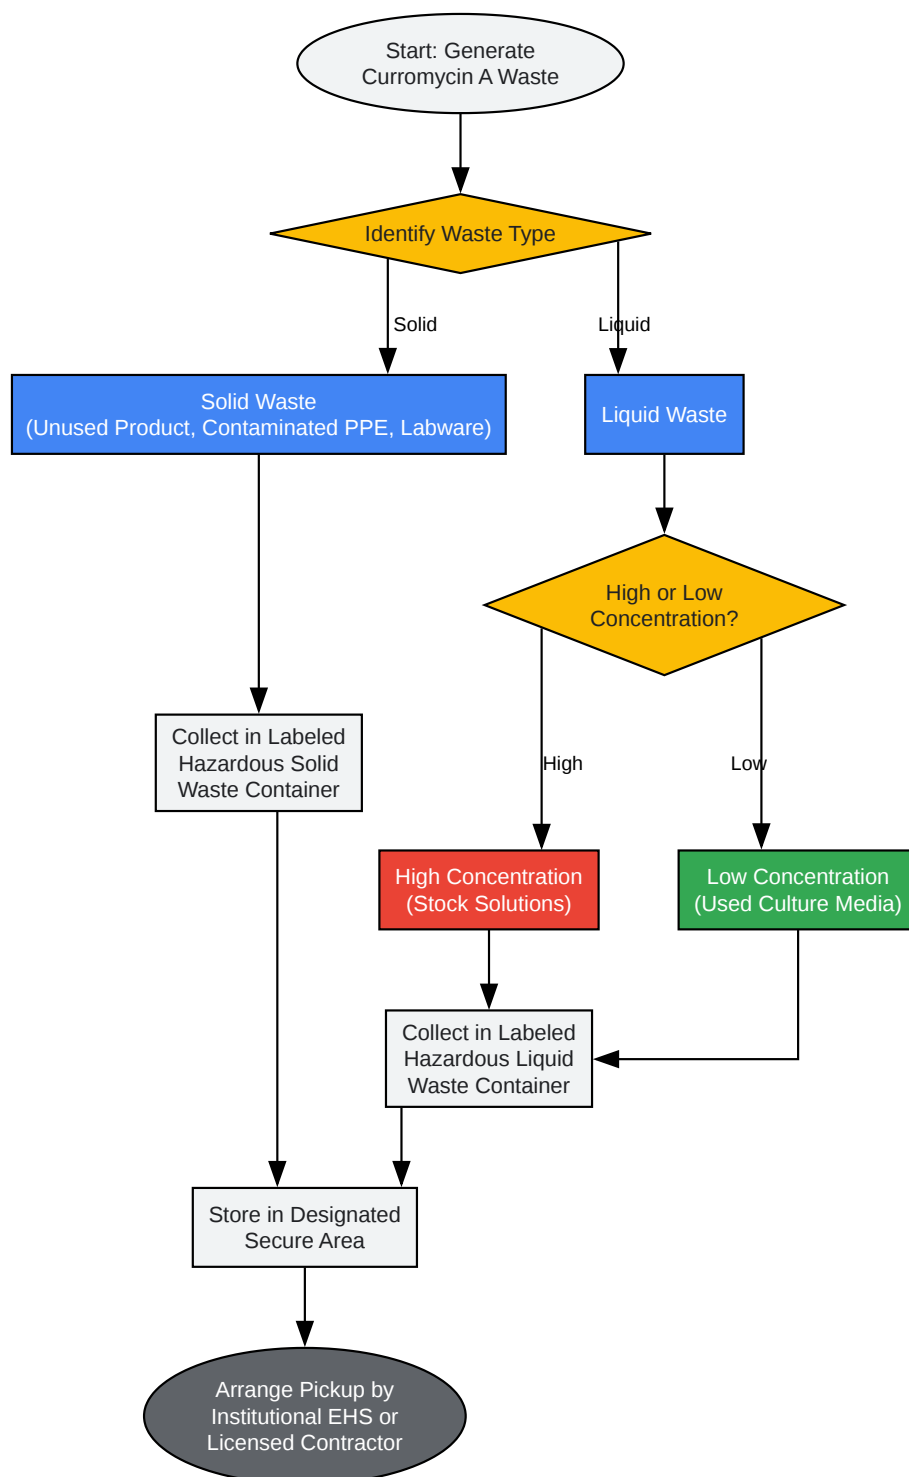 Start: Generate
Curromycin A Waste
Identify Waste Type
Solid
Liquid
Solid Waste
(Unused Product, Contaminated PPE, Labware)
Liquid Waste
High or Low
Concentration?
Collect in Labeled
Hazardous Solid
Waste Container
High
Low
High Concentration
(Stock Solutions)
Low Concentration
(Used Culture Media)
Collect in Labeled
Hazardous Liquid
Waste Container
Store in Designated
Secure Area
Arrange Pickup by
Institutional EHS or
Licensed Contractor